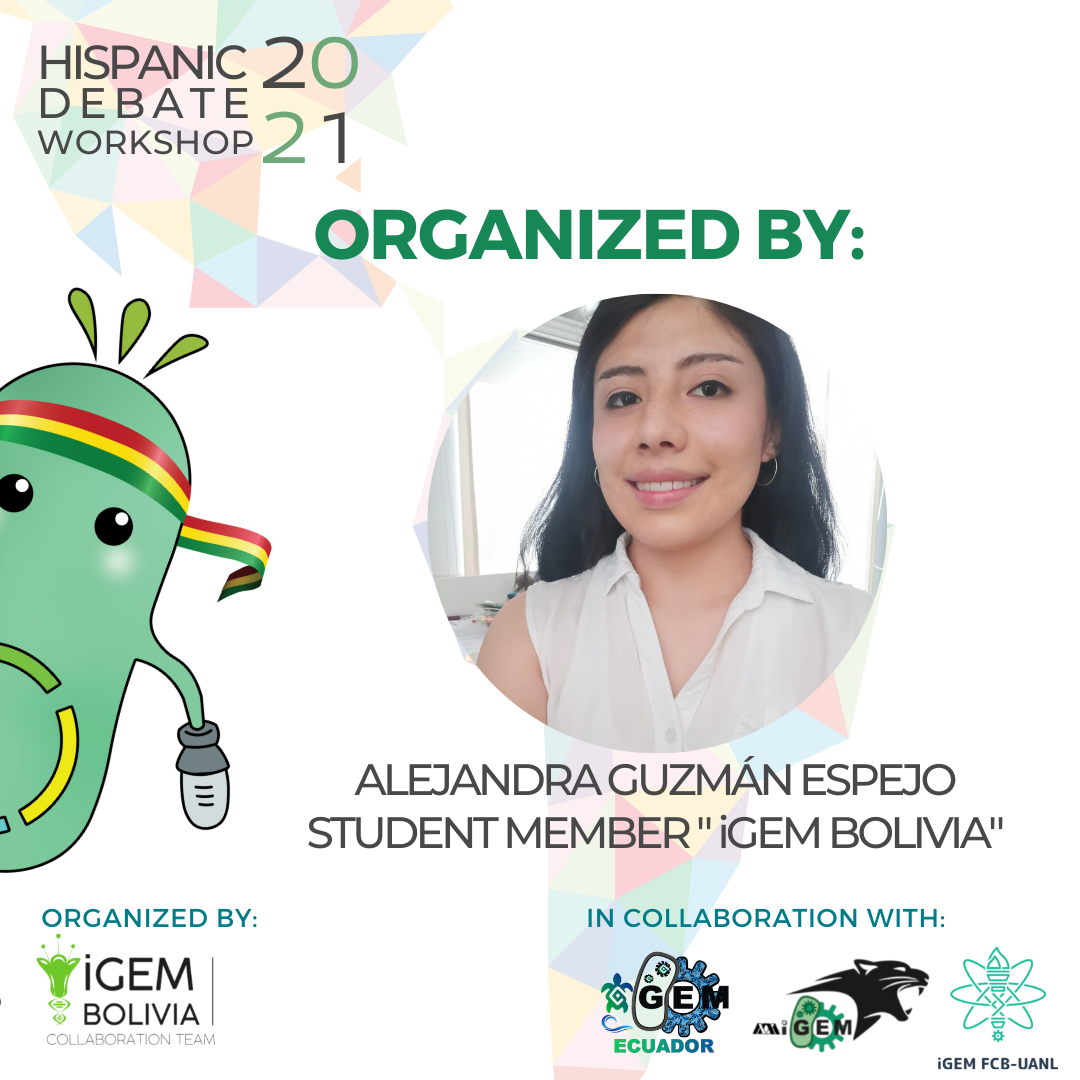 HISPANIC 20
DEBATE
WORKSHOP 21
ORGANIZED BY:
ALEJANDRA GUZMÁN ESPEJO
STUDENT MEMBER " iGEM BOLIVIA"
ORGANIZED BY:
iGEM
BOLIVIA
COLLABORATION TEAM
IN COLLABORATION WITH:
iGEM
ECUADOR
iGEM
iGEM FCB-UANL